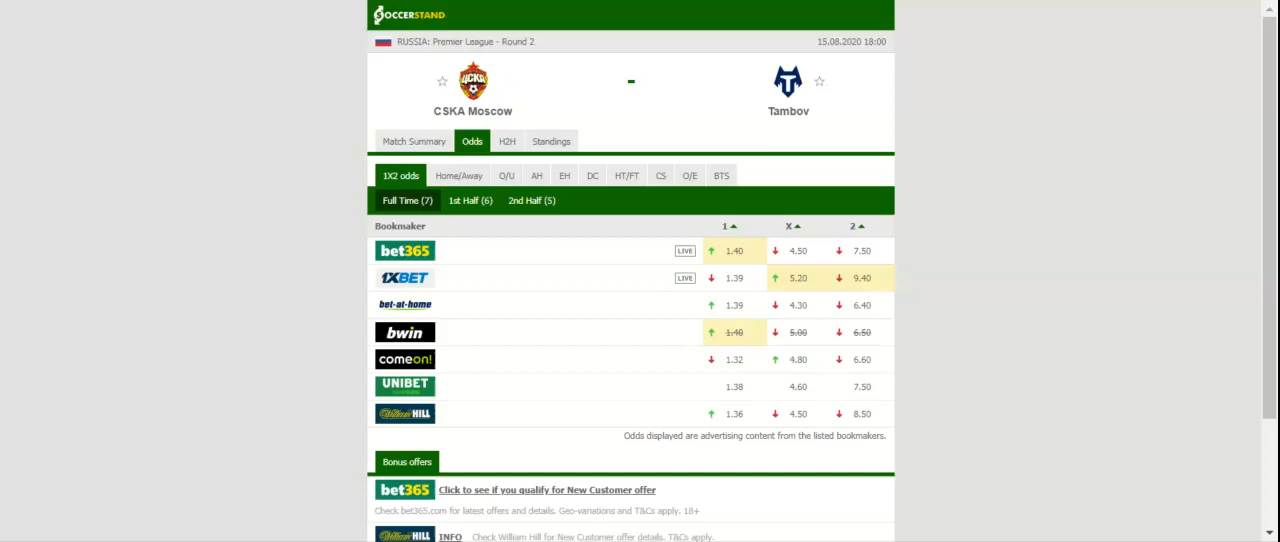 SOCCERSTAND
RUSSIA: Premier League - Round 2 15.08.2020 18:00
ЦСКА
-
CSKA Moscow Tambov
Match Summary Odds H2H Standings
1X2 odds Home/Away O/U AH EH DC HT/FT CS O/E BTS
Full Time (7) 1st Half (6) 2nd Half (5)
Bookmaker 1 X 2
bet365 LIVE 1.40 4.50 7.50
1XBET LIVE 1.39 5.20 9.40
bet-at-home 1.39 4.30 6.40
bwin 1.40 5.00 6.50
comeon! 1.32 4.80 6.60
UNIBET 1.38 4.60 7.50
William HILL 1.36 4.50 8.50
Odds displayed are advertising content from the listed bookmakers.
Bonus offers
bet365 Click to see if you qualify for New Customer offer
Check bet365.com for latest offers and details. Geo-variations and T&Cs apply. 18+
William HILL INFO Check William Hill for New Customer offer details. T&Cs apply.